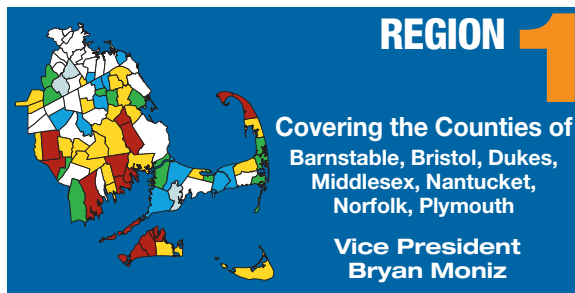 REGION 1
Covering the Counties of
Barnstable, Bristol, Dukes,
Middlesex, Nantucket,
Norfolk, Plymouth
Vice President
Bryan Moniz